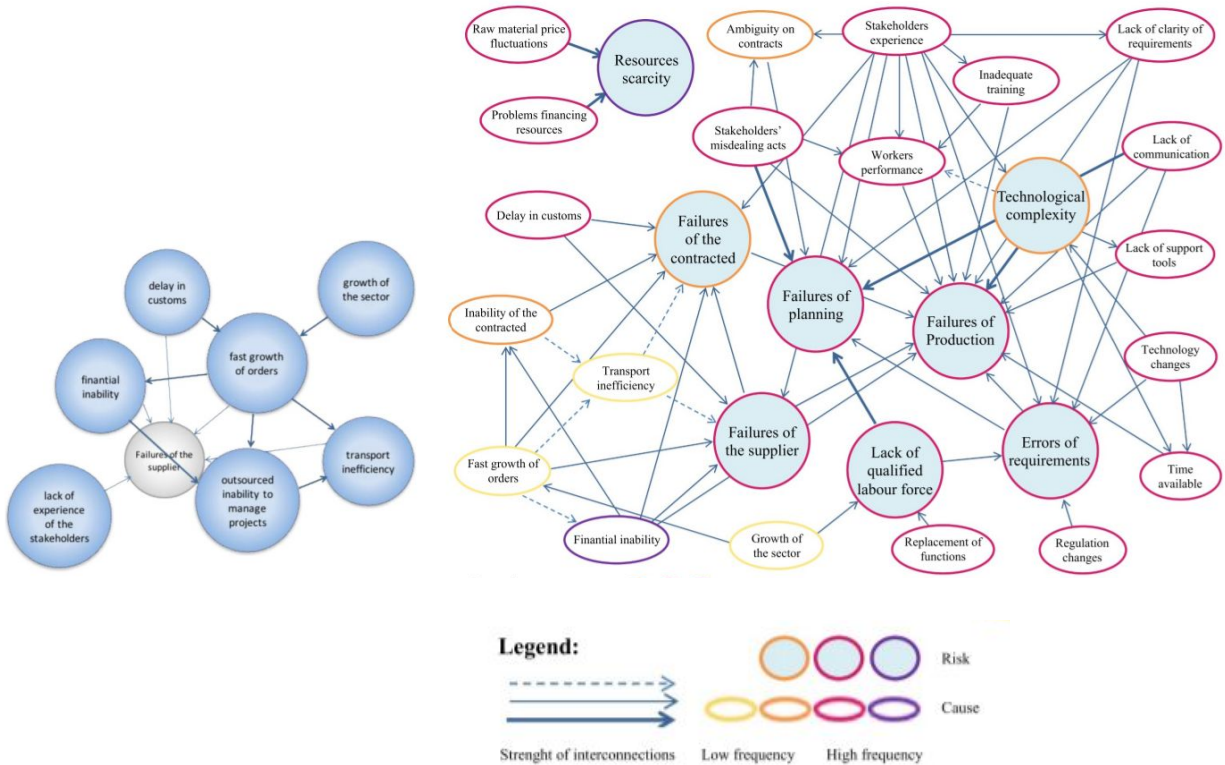 delay in
customs
growth of
the sector
fast growth
of orders
finantial
inability
Failures of the
supplier
transport
inefficiency
outsourced
inability to
manage
projects
lack of
experience
of the
stakeholders
Raw material price
fluctuations
Resources
scarcity
Problems financing
resources
Ambiguity on
contracts
Stakeholders
experience
Lack of clarity of
requirements
Inadequate
training
Stakeholders'
misdealing acts
Workers
performance
Lack of
communication
Technological
complexity
Delay in customs
Failures
of the
contracted
Lack of support
tools
Inability of the
contracted
Failures of
planning
Failures of
Production
Transport
inefficiency
Technology
changes
Fast growth of
orders
Failures of
the supplier
Lack of
qualified
labour force
Errors of
requirements
Time
available
Finantial inability
Growth of
the sector
Replacement of
functions
Regulation
changes
Legend:
Risk
Cause
Strenght of interconnections
Low frequency
High frequency